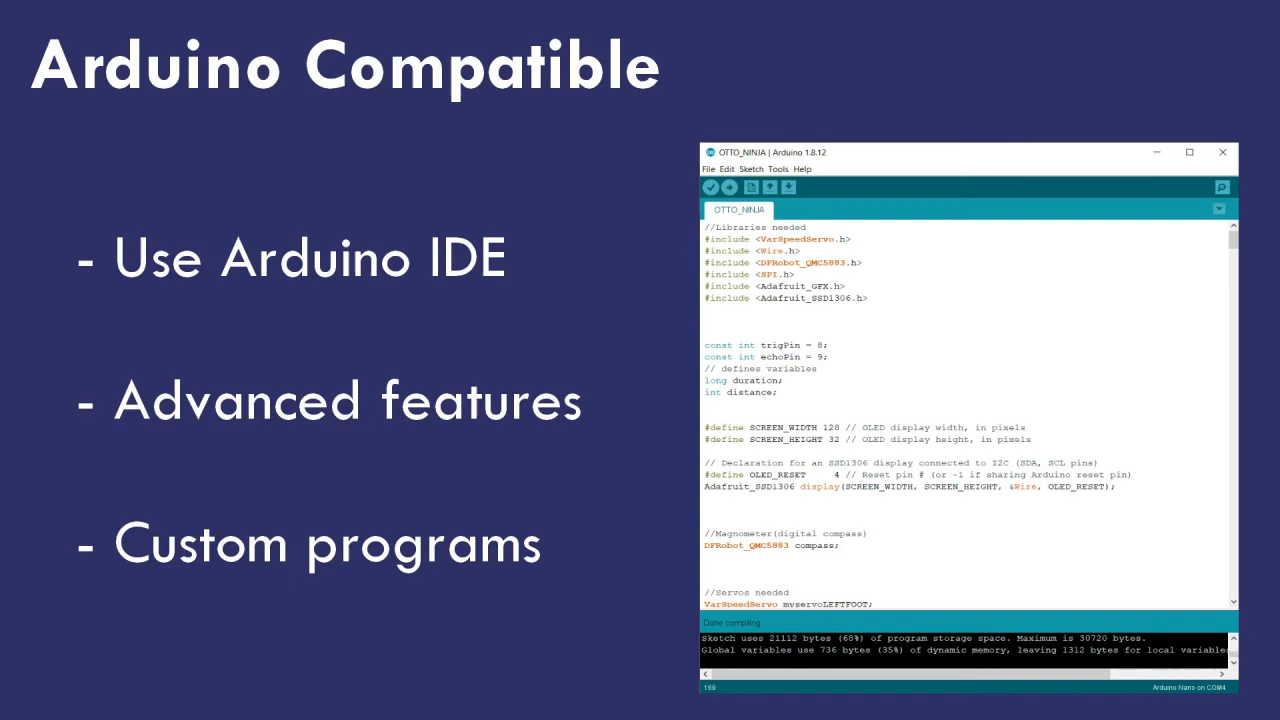 Arduino Compatible
- Use Arduino IDE
- Advanced features
- Custom programs
OTTO_NINJA | Arduino 1.8.12
File Edit Sketch Tools Help
OTTO_NINJA
//Libraries needed
#include <VarSpeedServo.h>
#include <Wire.h>
#include <DFRobot_QMC5883.h>
#include <SPI.h>
#include <Adafruit_GFX.h>
#include <Adafruit_SSD1306.h>
const int trigPin = 8;
const int echoPin = 9;
// defines variables
long duration;
int distance;
#define SCREEN_WIDTH 128 // OLED display width, in pixels
#define SCREEN_HEIGHT 32 // OLED display height, in pixels
// Declaration for an SSD1306 display connected to I2C (SDA, SCL pins)
#define OLED_RESET     4 // Reset pin # (or -1 if sharing Arduino reset pin)
Adafruit_SSD1306 display(SCREEN_WIDTH, SCREEN_HEIGHT, &Wire, OLED_RESET);
//Magnometer(digital compass)
DFRobot_QMC5883 compass;
//Servos needed
VarSpeedServo myservoLEFTFOOT;
Done compiling.
Sketch uses 21112 bytes (68%) of program storage space. Maximum is 30720 bytes.
Global variables use 736 bytes (35%) of dynamic memory, leaving 1312 bytes for local variable
169
Arduino Nano on COM4